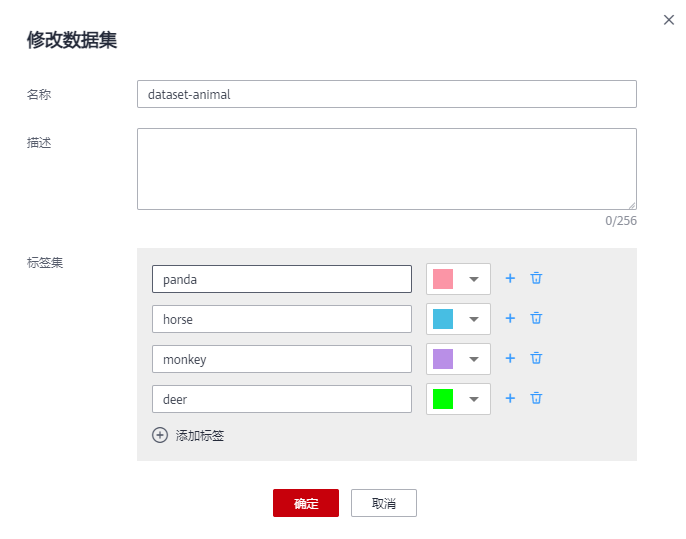 修改数据集
名称
dataset-animal
描述
0/256
标签集
panda
horse
monkey
deer
添加标签
确定
取消